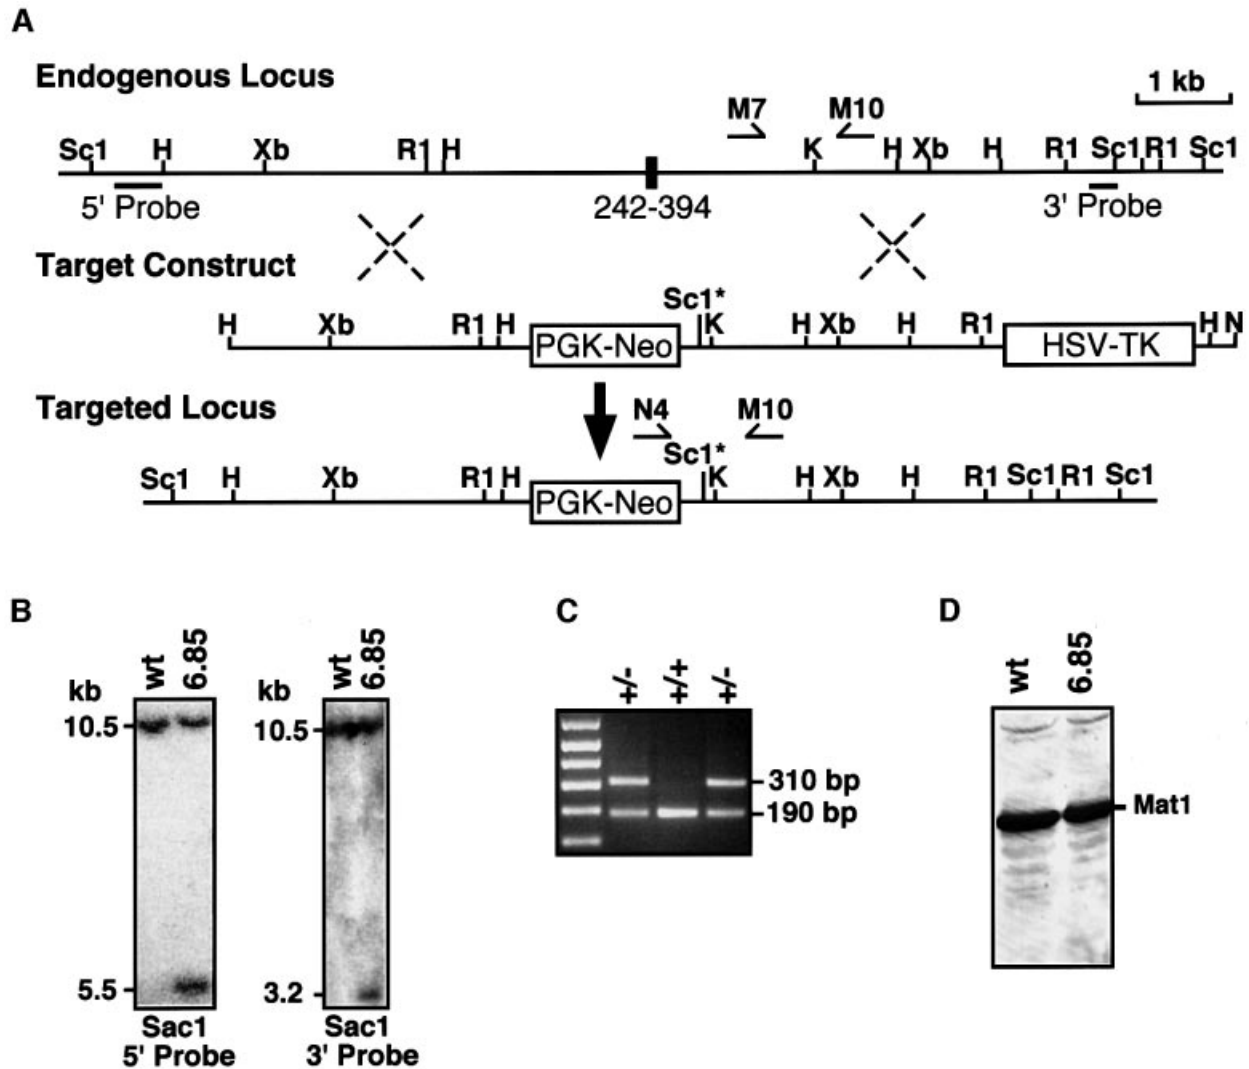 A
Endogenous Locus
1 kb
M7 M10
Sc1 H Xb R1 H K H Xb H R1 Sc1 R1 Sc1
5' Probe 242-394 3' Probe
Target Construct
Sc1*
H Xb R1 H PGK-Neo K H Xb H R1 HSV-TK H N
Targeted Locus
N4 M10
Sc1*
Sc1 H Xb R1 H PGK-Neo K H Xb H R1 Sc1 R1 Sc1
B
wt 6.85
kb
10.5
5.5
Sac1
5' Probe
wt 6.85
kb
10.5
3.2
Sac1
3' Probe
C
+/- +/+ +/-
310 bp
190 bp
D
wt 6.85
Mat1